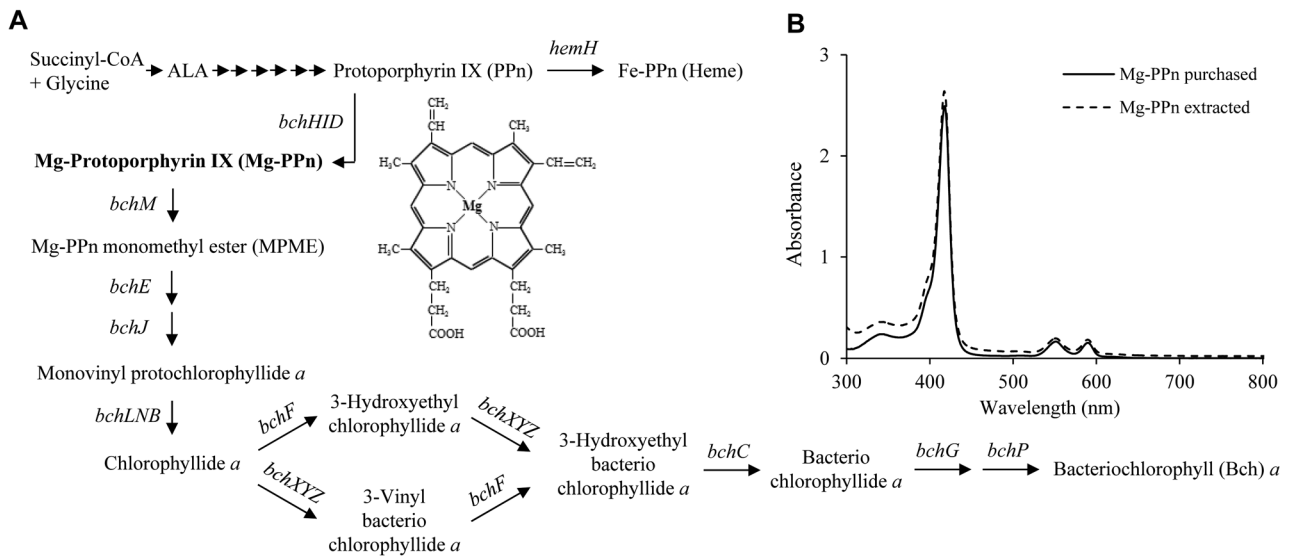 A
Succinyl-CoA
+ Glycine
ALA
Protoporphyrin IX (PPn)
hemH
Fe-PPn (Heme)
bchHID
Mg-Protoporphyrin IX (Mg-PPn)
bchM
Mg-PPn monomethyl ester (MPME)
bchE
bchJ
Monovinyl protochlorophyllide a
bchLNB
Chlorophyllide a
bchF
3-Hydroxyethyl
chlorophyllide a
bchXYZ
bchXYZ
3-Vinyl
bacterio
chlorophyllide a
bchF
3-Hydroxyethyl
bacterio
chlorophyllide a
bchC
Bacterio
chlorophyllide a
bchG
bchP
Bacteriochlorophyll (Bch) a
CH₂
CH
CH₃
H₃C
CH=CH₂
N
N
Mg
N
N
H₃C
CH₃
CH₂
CH₂
CH₂
CH₂
COOH
COOH
B
Mg-PPn purchased
Mg-PPn extracted
Absorbance
3
2
1
0
300
400
500
600
700
800
Wavelength (nm)